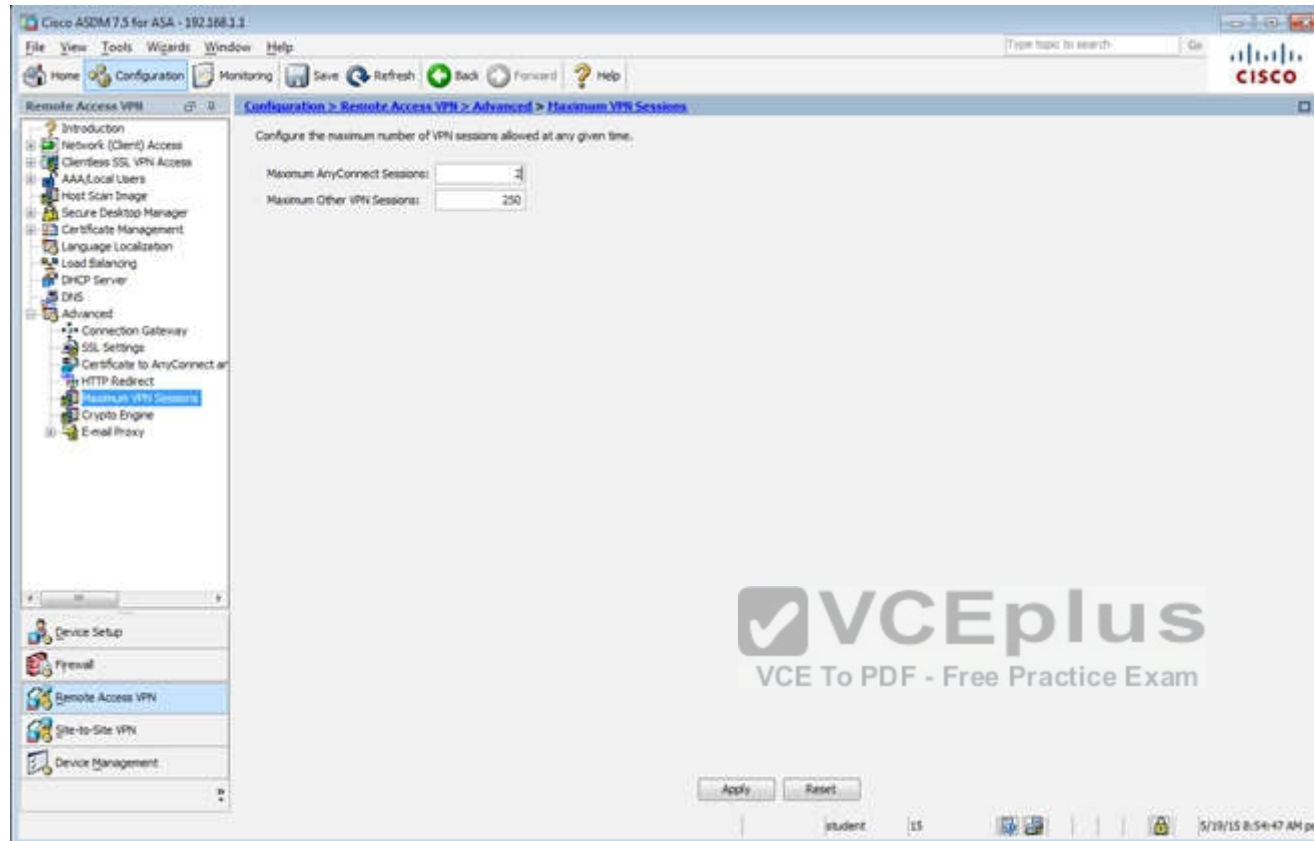 Cisco ASDM 7.5 for ASA - 192.168.1.1
File View Tools Wizards Window Help
Type topic to search Go
Home Configuration Monitoring Save Refresh Back Forward Help
CISCO
Remote Access VPN
Configuration > Remote Access VPN > Advanced > Maximum VPN Sessions
Introduction
Network (Client) Access
Clientless SSL VPN Access
AAA/Local Users
Host Scan Image
Secure Desktop Manager
Certificate Management
Language Localization
Load Balancing
DHCP Server
DNS
Advanced
Connection Gateway
SSL Settings
Certificate to AnyConnect ar
HTTP Redirect
Maximum VPN Sessions
Crypto Engine
E-mail Proxy
Configure the maximum number of VPN sessions allowed at any given time.
Maximum AnyConnect Sessions: 2
Maximum Other VPN Sessions: 250
Device Setup
Firewall
Remote Access VPN
Site-to-Site VPN
Device Management
VCEplus
VCE To PDF - Free Practice Exam
Apply Reset
student 15 5/19/15 8:54:47 AM